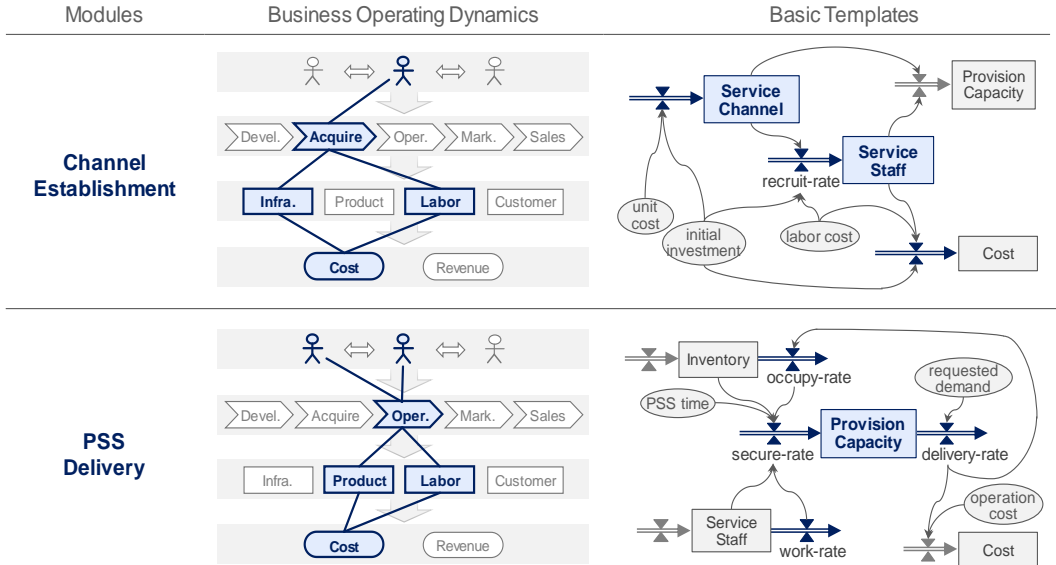 Modules
Business Operating Dynamics
Basic Templates
Channel
Establishment
Devel.
Acquire
Oper.
Mark.
Sales
Infra.
Product
Labor
Customer
Cost
Revenue
Service
Channel
Provision
Capacity
recruit-rate
Service
Staff
unit
cost
initial
investment
labor cost
Cost
PSS
Delivery
Devel.
Acquire
Oper.
Mark.
Sales
Infra.
Product
Labor
Customer
Cost
Revenue
Inventory
occupy-rate
requested
demand
PSS time
secure-rate
Provision
Capacity
delivery-rate
Service
Staff
work-rate
operation
cost
Cost